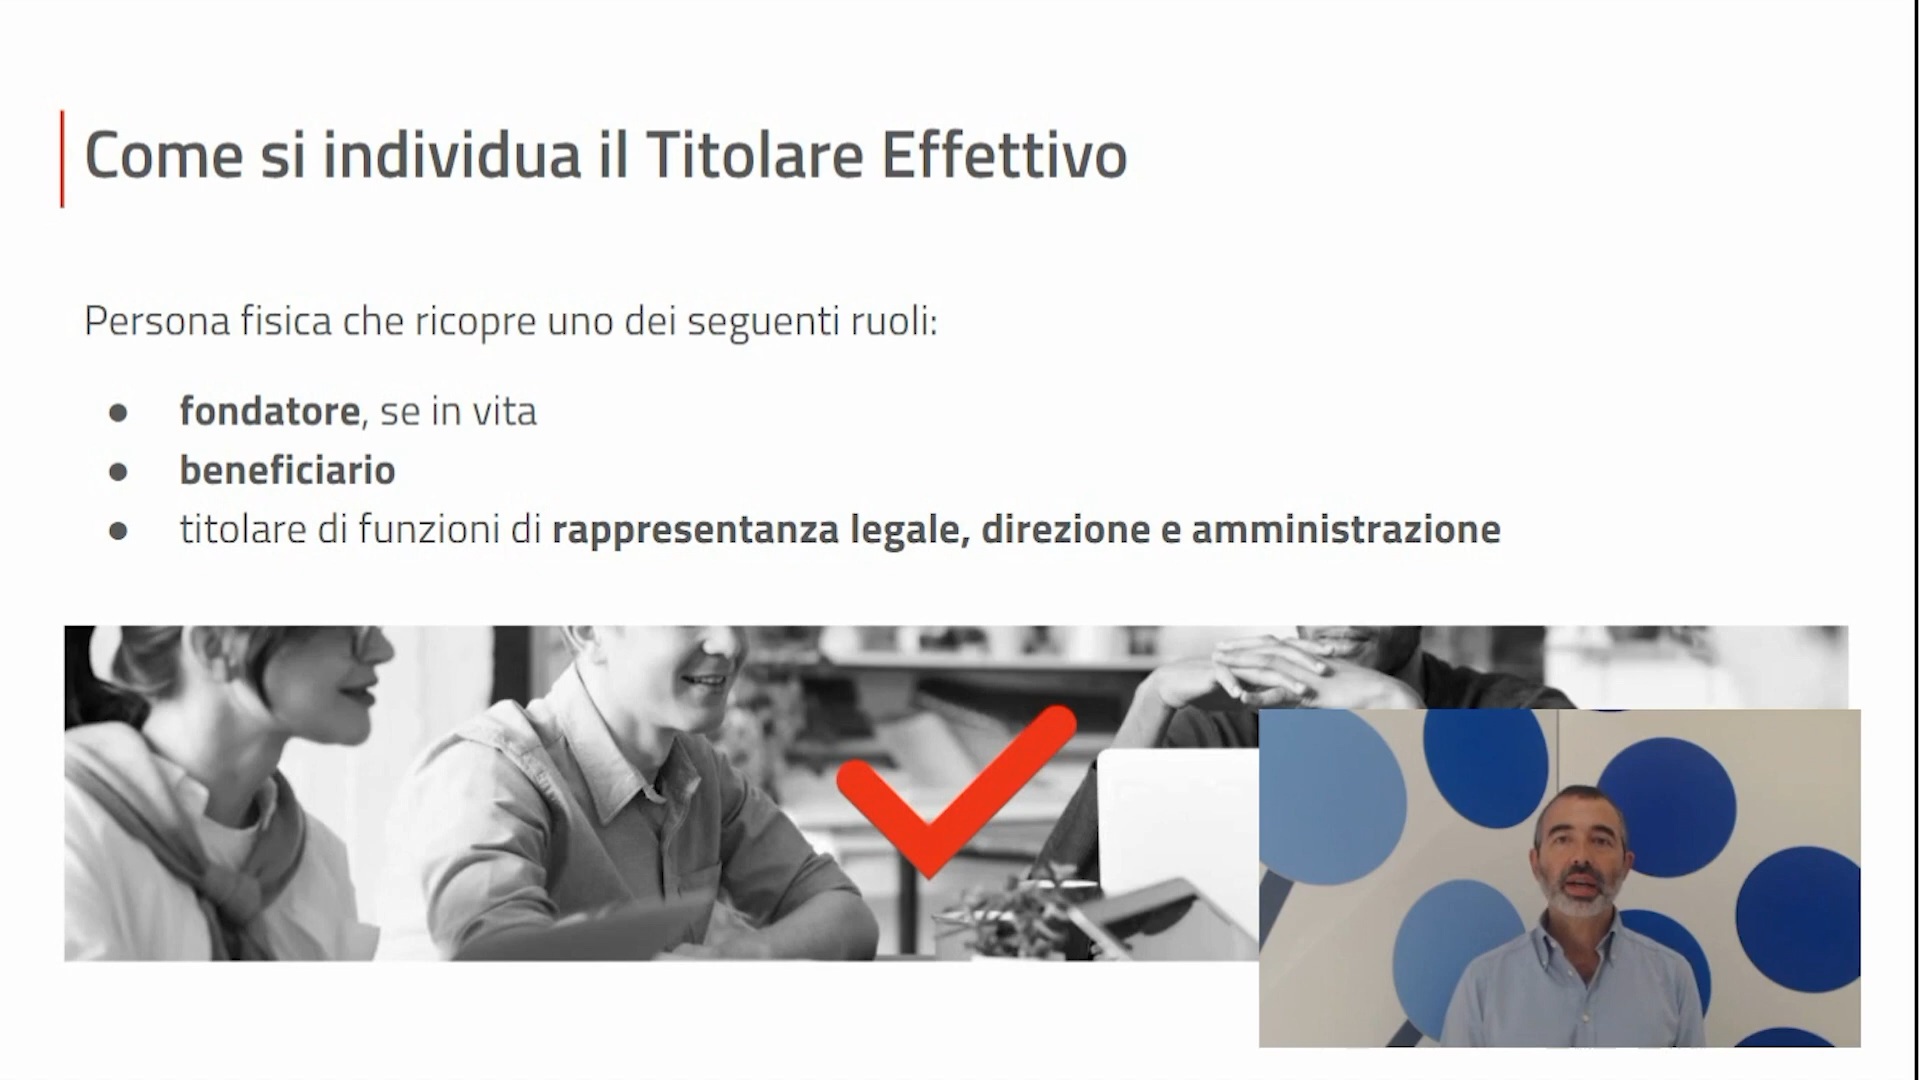 Come si individua il Titolare Effettivo
Persona fisica che ricopre uno dei seguenti ruoli:
● fondatore, se in vita
● beneficiario
● titolare di funzioni di rappresentanza legale, direzione e amministrazione